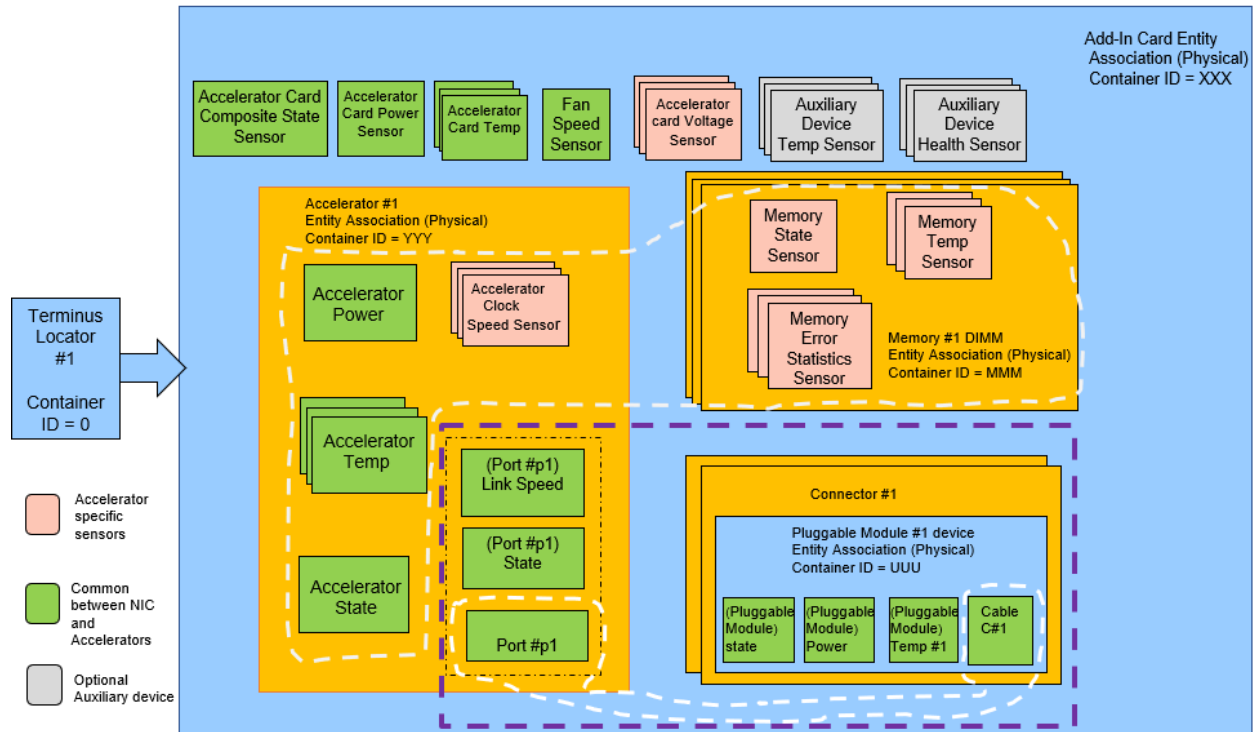 Add-In Card Entity
Association (Physical)
Container ID = XXX
Accelerator Card
Composite State
Sensor
Accelerator
Card Power
Sensor
Accelerator
Card Temp
Fan
Speed
Sensor
Accelerator
card Voltage
Sensor
Auxiliary
Device
Temp Sensor
Auxiliary
Device
Health Sensor
Accelerator #1
Entity Association (Physical)
Container ID = YYY
Accelerator
Power
Accelerator
Clock
Speed Sensor
Memory
State
Sensor
Memory
Temp
Sensor
Memory
Error
Statistics
Sensor
Memory #1 DIMM
Entity Association (Physical)
Container ID = MMM
Terminus
Locator
#1
Container
ID = 0
Accelerator
Temp
Accelerator
State
(Port #p1)
Link Speed
(Port #p1)
State
Port #p1
Connector #1
Pluggable Module #1 device
Entity Association (Physical)
Container ID = UUU
(Pluggable
Module)
state
(Pluggable
Module)
Power
(Pluggable
Module)
Temp #1
Cable
C#1
Accelerator
specific
sensors
Common
between NIC
and
Accelerators
Optional
Auxiliary device